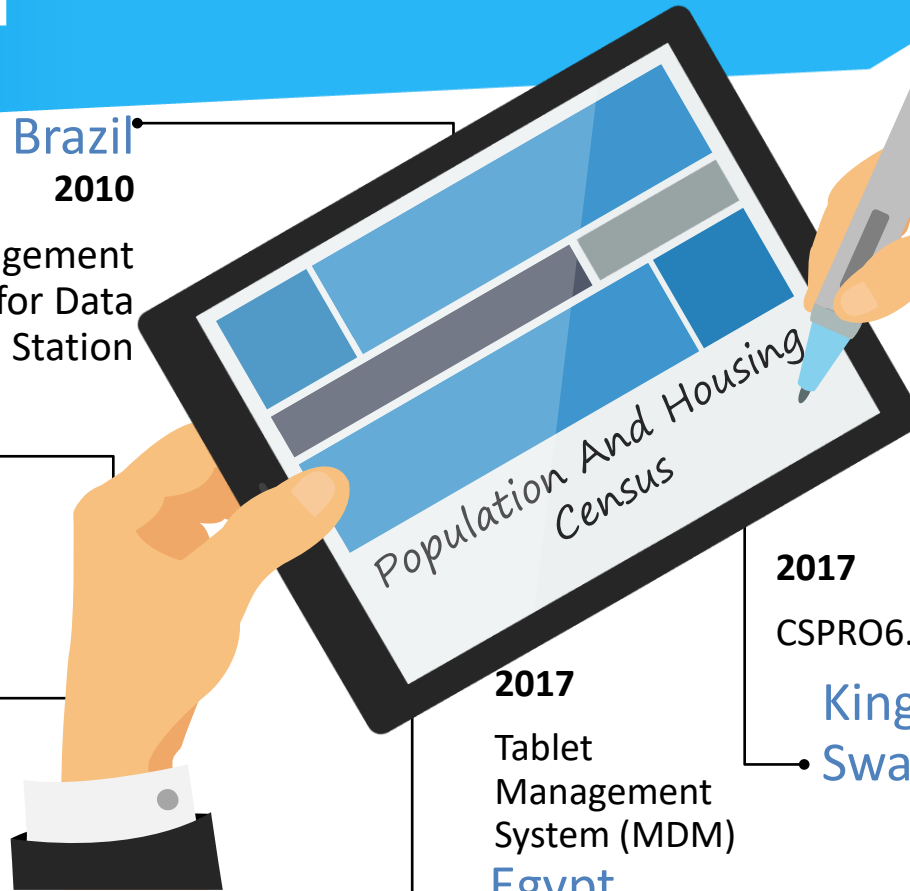 Brazil
2010
gement
for Data
Station
Population And Housing
Census
2017
CSPRO6.
King
Swa
2017
Tablet
Management
System (MDM)
Egypt